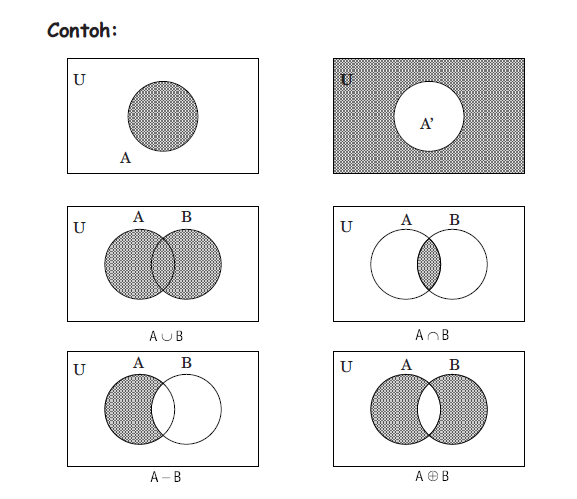 Contoh:
U
A
U
A’
U A B
A ∪ B
U A B
A ∩ B
U A B
A – B
U A B
A ⊕ B